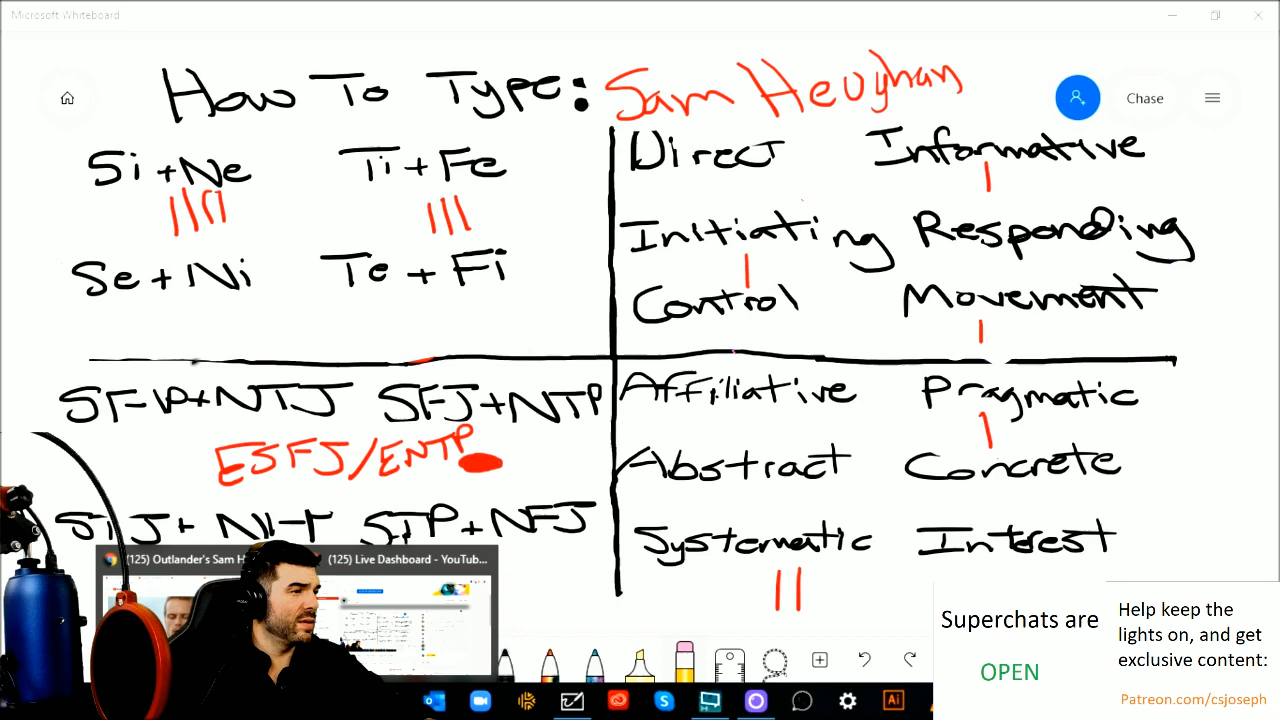 Microsoft Whiteboard
How To Type: Sam Heughan
Chase
Direct Informative
Si + Ne Ti + Fe
Initiating Responding
Se + Ni Te + Fi
Control Movement
SFP + NTJ SFJ + NTP
Affiliative Pragmatic
ESFJ/ENTP
Abstract Concrete
STP + NFJ
Systematic Interest
(125) Outlander's Sam H
(125) Live Dashboard - YouTu...
Superchats are
OPEN
Help keep the
lights on, and get
exclusive content:
Patreon.com/csjoseph
Ai